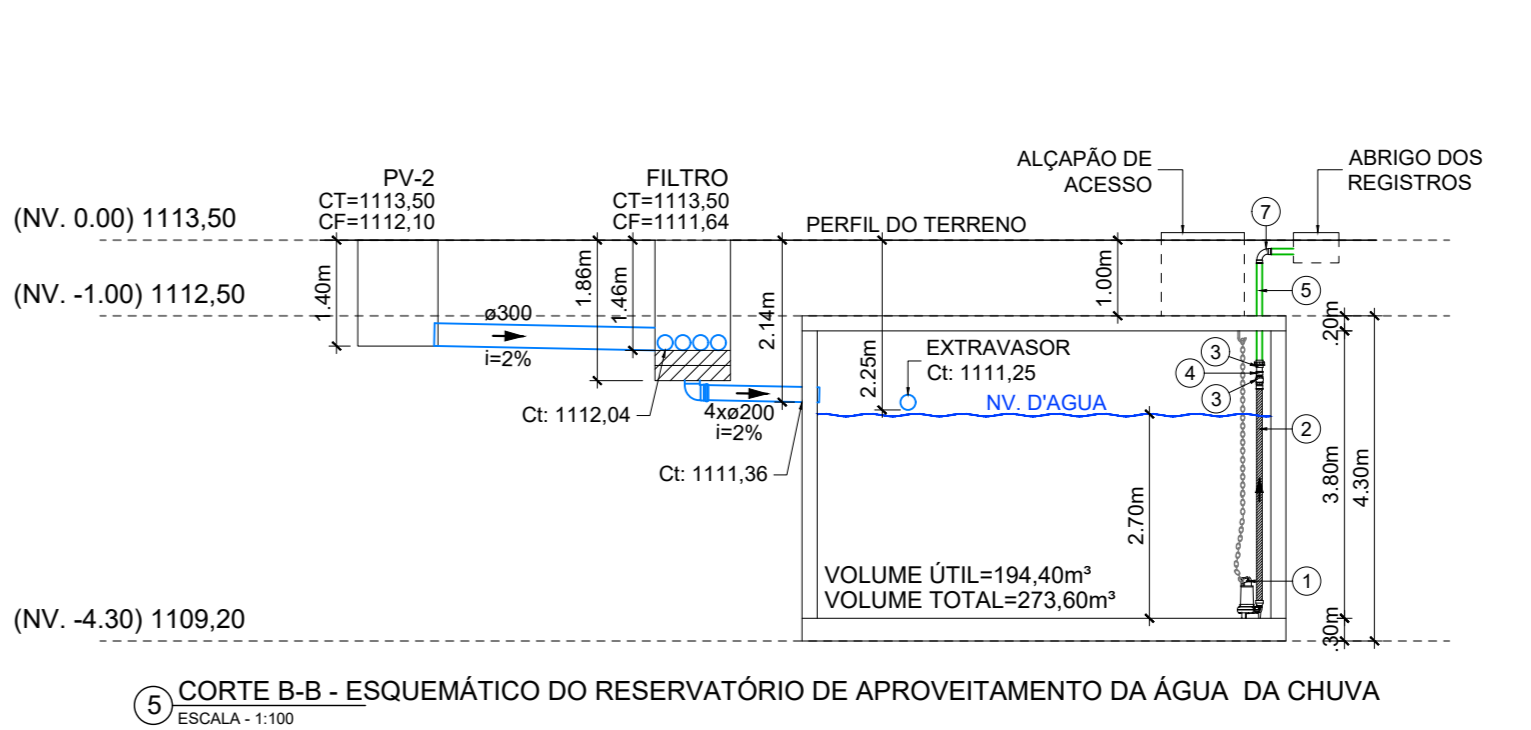 ALÇAPÃO DE
ACESSO
ABRIGO DOS
REGISTROS
PV-2
CT=1113,50
CF=1112,10
FILTRO
CT=1113,50
CF=1111,64
(NV. 0.00) 1113,50
PERFIL DO TERRENO
7
1.40m
1.86m
1.46m
2.14m
2.25m
1.00m
(NV. -1.00) 1112,50
5
ø300
i=2%
.20m
EXTRAVASOR
Ct: 1111,25
3
4
3
NV. D'AGUA
Ct: 1112,04
4xø200
i=2%
2
Ct: 1111,36
3.80m
4.30m
2.70m
VOLUME ÚTIL=194,40m³
VOLUME TOTAL=273,60m³
1
(NV. -4.30) 1109,20
.30m
5 CORTE B-B - ESQUEMÁTICO DO RESERVATÓRIO DE APROVEITAMENTO DA ÁGUA DA CHUVA
ESCALA - 1:100